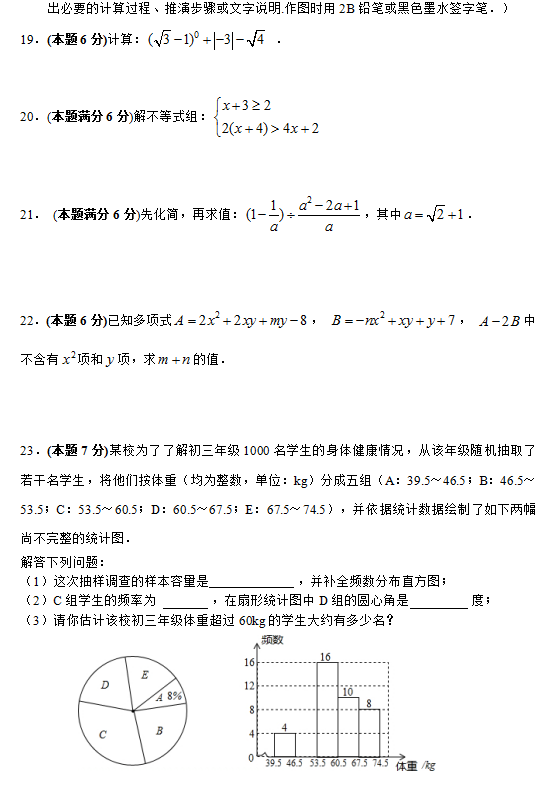 出必要的计算过程、推演步骤或文字说明.作图时用2B铅笔或黑色墨水签字笔．）
19．(本题6分)计算：(√3−1)⁰+|−3|−√4 ．
20．(本题满分6分)解不等式组：{x+3≥2
2(x+4)>4x+2
21． (本题满分6分)先化简，再求值：(1−1/a)÷(a²−2a+1)/a，其中a=√2+1．
22．(本题6分)已知多项式A=2x²+2xy+my−8， B=−nx²+xy+y+7， A−2B中
不含有x²项和y项，求m+n的值．
23．(本题7分)某校为了了解初三年级1000名学生的身体健康情况，从该年级随机抽取了
若干名学生，将他们按体重（均为整数，单位：kg）分成五组（A：39.5～46.5；B：46.5～
53.5；C：53.5～60.5；D：60.5～67.5；E：67.5～74.5），并依据统计数据绘制了如下两幅
尚不完整的统计图．
解答下列问题：
（1）这次抽样调查的样本容量是____________，并补全频数分布直方图；
（2）C组学生的频率为 ______，在扇形统计图中D组的圆心角是________度；
（3）请你估计该校初三年级体重超过60kg的学生大约有多少名？
D
E
A 8%
C
B
频数
16
12
8
4
0
4
16
10
8
39.5 46.5 53.5 60.5 67.5 74.5
体重 /kg